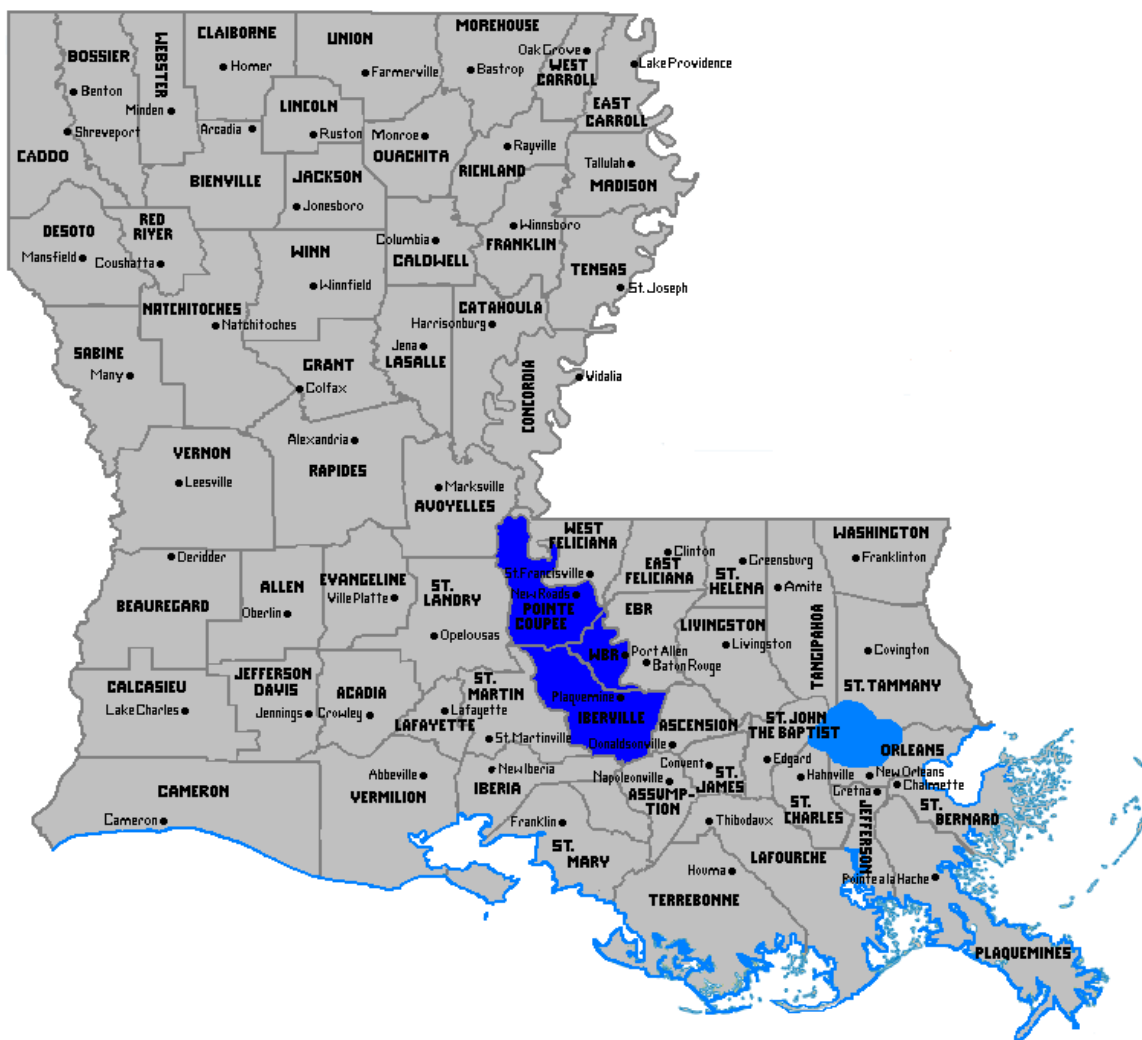 MOREHOUSE
CLAIBORNE
UNION
WEBSTER
BOSSIER
Oak Grove
WEST
CARROLL
Lake Providence
Homer
Farmerville
Bastrop
Benton
LINCOLN
EAST
CARROLL
Minden
Shreveport
Arcadia
Ruston
Monroe
OUACHITA
Rayville
CADDO
RICHLAND
Tallulah
MADISON
BIENVILLE
JACKSON
Jonesboro
RED
RIVER
DESOTO
Winnsboro
FRANKLIN
Columbia
CALDWELL
WINN
Mansfield
Coushatta
TENSAS
Winnfield
St. Joseph
NATCHITOCHES
Natchitoches
CATAHOULA
Harrisonburg
SABINE
Many
GRANT
Colfax
Jena
LASALLE
CONCORDIA
Vidalia
VERNON
Leesville
Alexandria
RAPIDES
Marksville
AVOYELLES
WEST
FELICIANA
WASHINGTON
Franklinton
Deridder
Clinton
EAST
FELICIANA
Greensburg
ST.
HELENA
St.Francisville
Amite
ALLEN
Oberlin
EVANGELINE
Ville Platte
ST.
LANDRY
BEAUREGARD
New Roads
POINTE
COUPEE
EBR
LIVINGSTON
Livingston
TANGIPAHOA
Opelousas
WBR
Port Allen
Baton Rouge
Covington
ST. TAMMANY
CALCASIEU
Lake Charles
JEFFERSON
DAVIS
Jennings
ACADIA
Crowley
ST.
MARTIN
Lafayette
LAFAYETTE
Plaquemine
IBERVILLE
ASCENSION
ST. JOHN
THE BAPTIST
St. Martinville
Donaldsonville
ORLEANS
Edgard
Convent
New Iberia
IBERIA
Abbeville
VERMILION
Napoleonville
ASSUMP-
TION
ST.
JAMES
Hahnville
New Orleans
Chalmette
Gretna
CAMERON
Cameron
ST.
CHARLES
JEFFERSON
ST.
BERNARD
Franklin
ST.
MARY
Thibodaux
LAFOURCHE
Houma
TERREBONNE
Pointe a la Hache
PLAQUEMINES